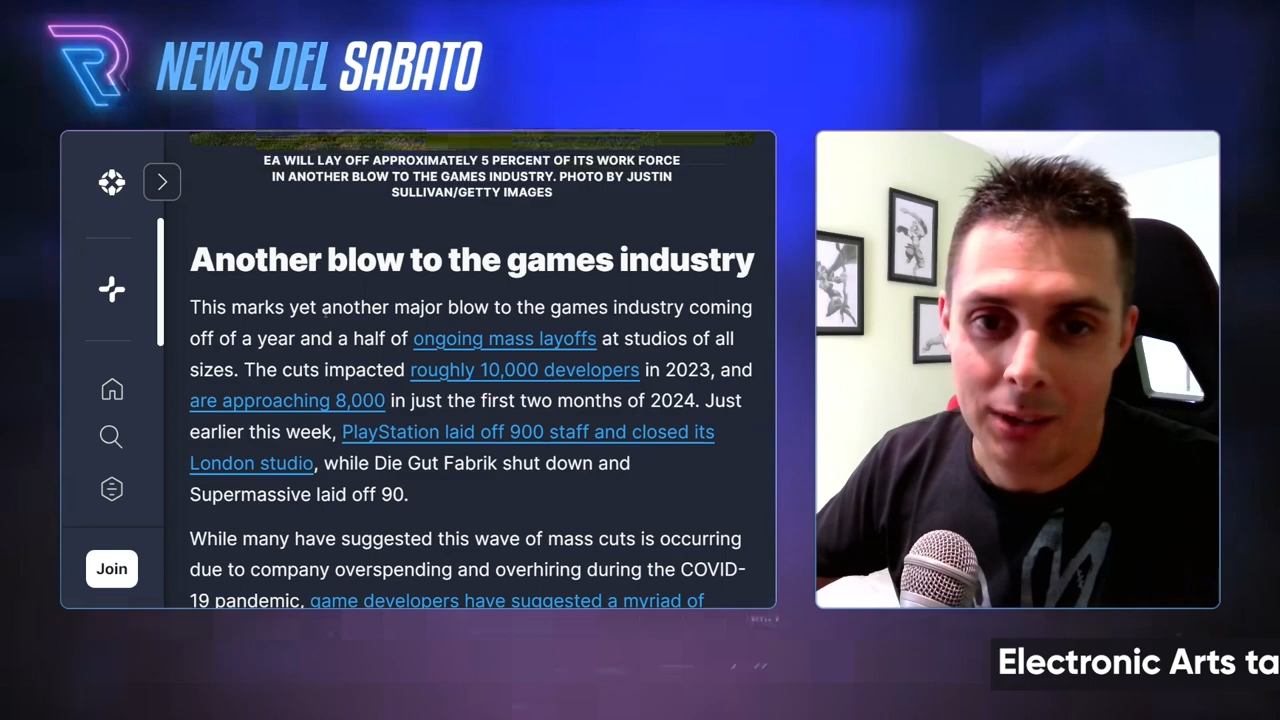 NEWS DEL SABATO
EA WILL LAY OFF APPROXIMATELY 5 PERCENT OF ITS WORK FORCE
IN ANOTHER BLOW TO THE GAMES INDUSTRY. PHOTO BY JUSTIN
SULLIVAN/GETTY IMAGES
Another blow to the games industry
This marks yet another major blow to the games industry coming
off of a year and a half of ongoing mass layoffs at studios of all
sizes. The cuts impacted roughly 10,000 developers in 2023, and
are approaching 8,000 in just the first two months of 2024. Just
earlier this week, PlayStation laid off 900 staff and closed its
London studio, while Die Gut Fabrik shut down and
Supermassive laid off 90.
While many have suggested this wave of mass cuts is occurring
due to company overspending and overhiring during the COVID-
19 pandemic, game developers have suggested a myriad of
Join
Electronic Arts ta